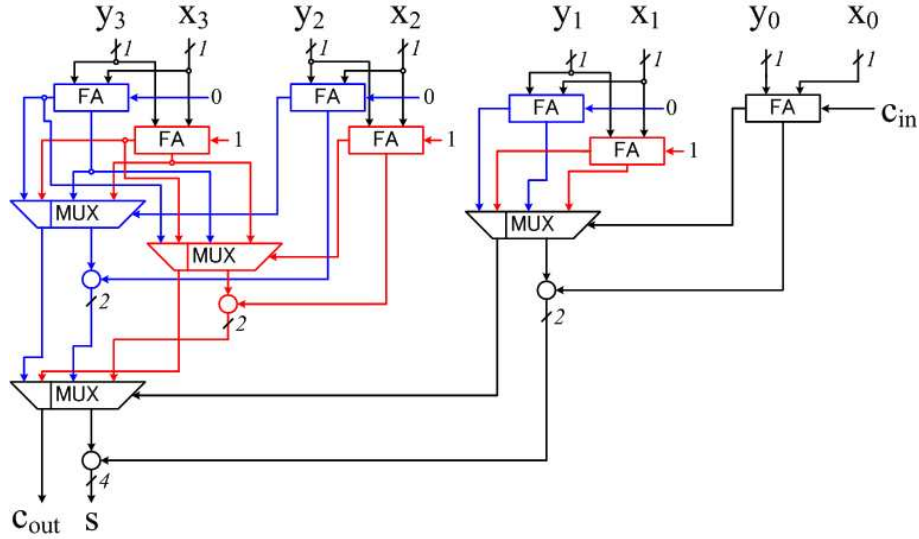 y3 x3 y2 x2 y1 x1 y0 x0
1 1 1 1 1 1 1 1
FA 0 FA 0 FA 0 FA cin
FA 1 FA 1 FA 1
MUX MUX
MUX
2 2 2
MUX
4
cout s